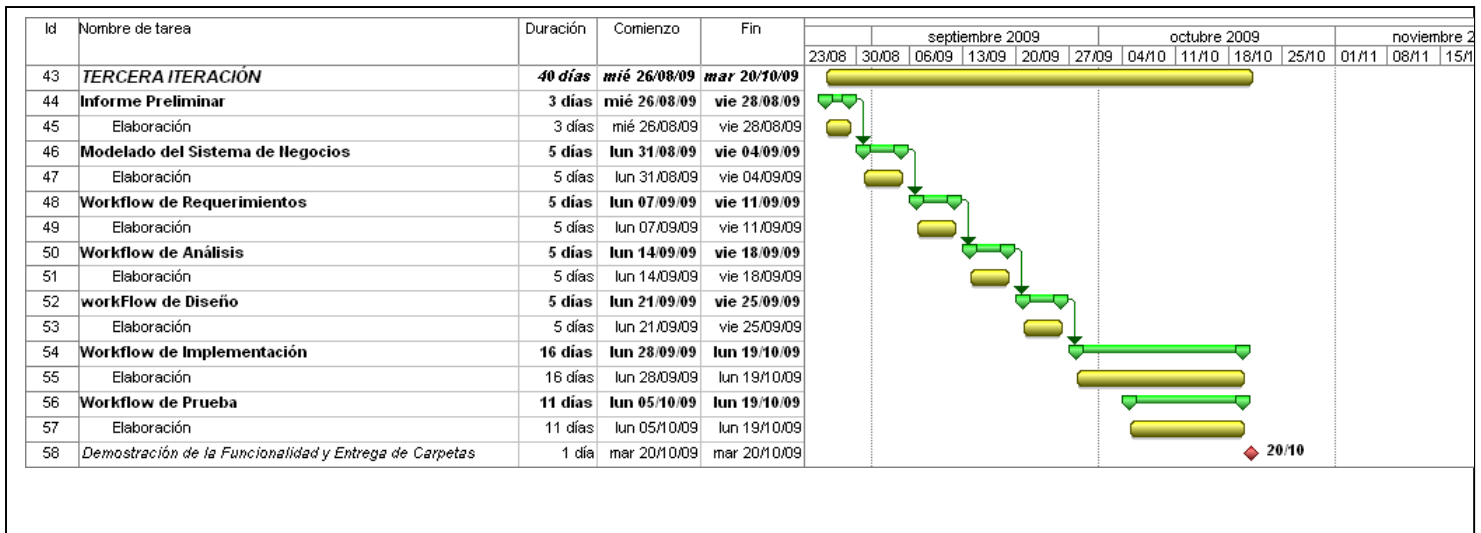 Id Nombre de tarea Duración Comienzo Fin
septiembre 2009 octubre 2009 noviembre 2
23/08 30/08 06/09 13/09 20/09 27/09 04/10 11/10 18/10 25/10 01/11 08/11 15/1
43 TERCERA ITERACIÓN 40 días mié 26/08/09 mar 20/10/09
44 Informe Preliminar 3 días mié 26/08/09 vie 28/08/09
45 Elaboración 3 días mié 26/08/09 vie 28/08/09
46 Modelado del Sistema de Negocios 5 días lun 31/08/09 vie 04/09/09
47 Elaboración 5 días lun 31/08/09 vie 04/09/09
48 Workflow de Requerimientos 5 días lun 07/09/09 vie 11/09/09
49 Elaboración 5 días lun 07/09/09 vie 11/09/09
50 Workflow de Análisis 5 días lun 14/09/09 vie 18/09/09
51 Elaboración 5 días lun 14/09/09 vie 18/09/09
52 workFlow de Diseño 5 días lun 21/09/09 vie 25/09/09
53 Elaboración 5 días lun 21/09/09 vie 25/09/09
54 Workflow de Implementación 16 días lun 28/09/09 lun 19/10/09
55 Elaboración 16 días lun 28/09/09 lun 19/10/09
56 Workflow de Prueba 11 días lun 05/10/09 lun 19/10/09
57 Elaboración 11 días lun 05/10/09 lun 19/10/09
58 Demostración de la Funcionalidad y Entrega de Carpetas 1 día mar 20/10/09 mar 20/10/09 20/10